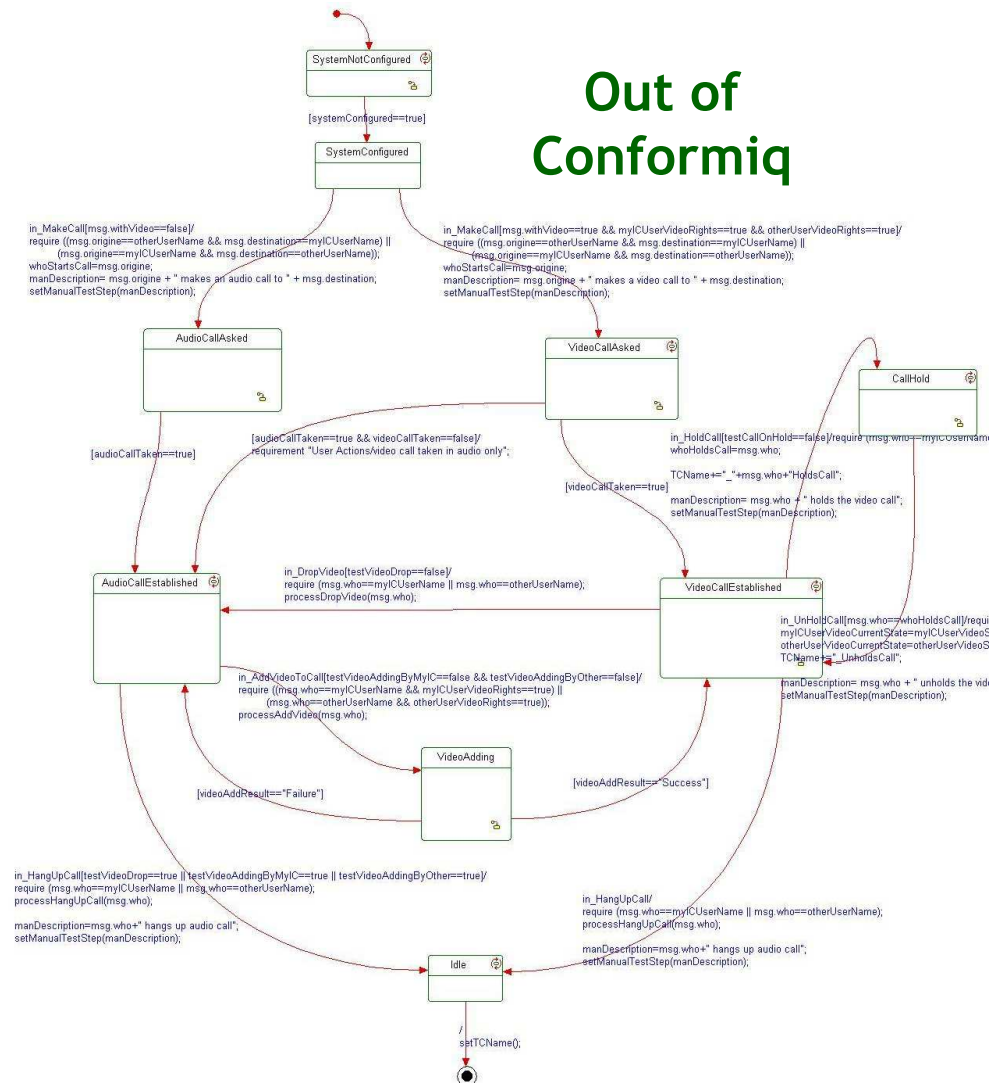 SystemNotConfigured
Out of
Conformiq
[systemConfigured==true]
SystemConfigured
in_MakeCall[msg.withVideo==false]/
require ((msg.origine==otherUserName && msg.destination==myICUserName) ||
(msg.origine==myICUserName && msg.destination==otherUserName));
whoStartsCall=msg.origine;
manDescription= msg.origine + " makes an audio call to " + msg.destination;
setManualTestStep(manDescription);
in_MakeCall[msg.withVideo==true && myICUserVideoRights==true && otherUserVideoRights==true]/
require ((msg.origine==otherUserName && msg.destination==myICUserName) ||
(msg.origine==myICUserName && msg.destination==otherUserName));
whoStartsCall=msg.origine;
manDescription= msg.origine + " makes a video call to " + msg.destination;
setManualTestStep(manDescription);
AudioCallAsked
VideoCallAsked
CallHold
[audioCallTaken==true]
[audioCallTaken==true && videoCallTaken==false]/
requirement "User Actions/video call taken in audio only";
in_HoldCall[testCallOnHold==false]/require (msg.who==myICUserName
whoHoldsCall=msg.who;
TCName+="_"+msg.who+"HoldsCall";
manDescription= msg.who + " holds the video call";
setManualTestStep(manDescription);
[videoCallTaken==true]
AudioCallEstablished
in_DropVideo[testVideoDrop==false]/
require (msg.who==myICUserName || msg.who==otherUserName);
processDropVideo(msg.who);
VideoCallEstablished
in_UnHoldCall[msg.who==whoHoldsCall]/requi
myICUserVideoCurrentState=myICUserVideoS
otherUserVideoCurrentState=otherUserVideoS
TCName+="_UnholdsCall";
manDescription= msg.who + " unholds the vide
setManualTestStep(manDescription);
in_AddVideoToCall[testVideoAddingByMyIC==false && testVideoAddingByOther==false]/
require ((msg.who==myICUserName && myICUserVideoRights==true) ||
(msg.who==otherUserName && otherUserVideoRights==true));
processAddVideo(msg.who);
VideoAdding
[videoAddResult=="Failure"]
[videoAddResult=="Success"]
in_HangUpCall[testVideoDrop==true || testVideoAddingByMyIC==true || testVideoAddingByOther==true]/
require (msg.who==myICUserName || msg.who==otherUserName);
processHangUpCall(msg.who);
manDescription=msg.who+" hangs up audio call";
setManualTestStep(manDescription);
in_HangUpCall/
require (msg.who==myICUserName || msg.who==otherUserName);
processHangUpCall(msg.who);
manDescription=msg.who+" hangs up audio call";
setManualTestStep(manDescription);
Idle
/
setTCName();